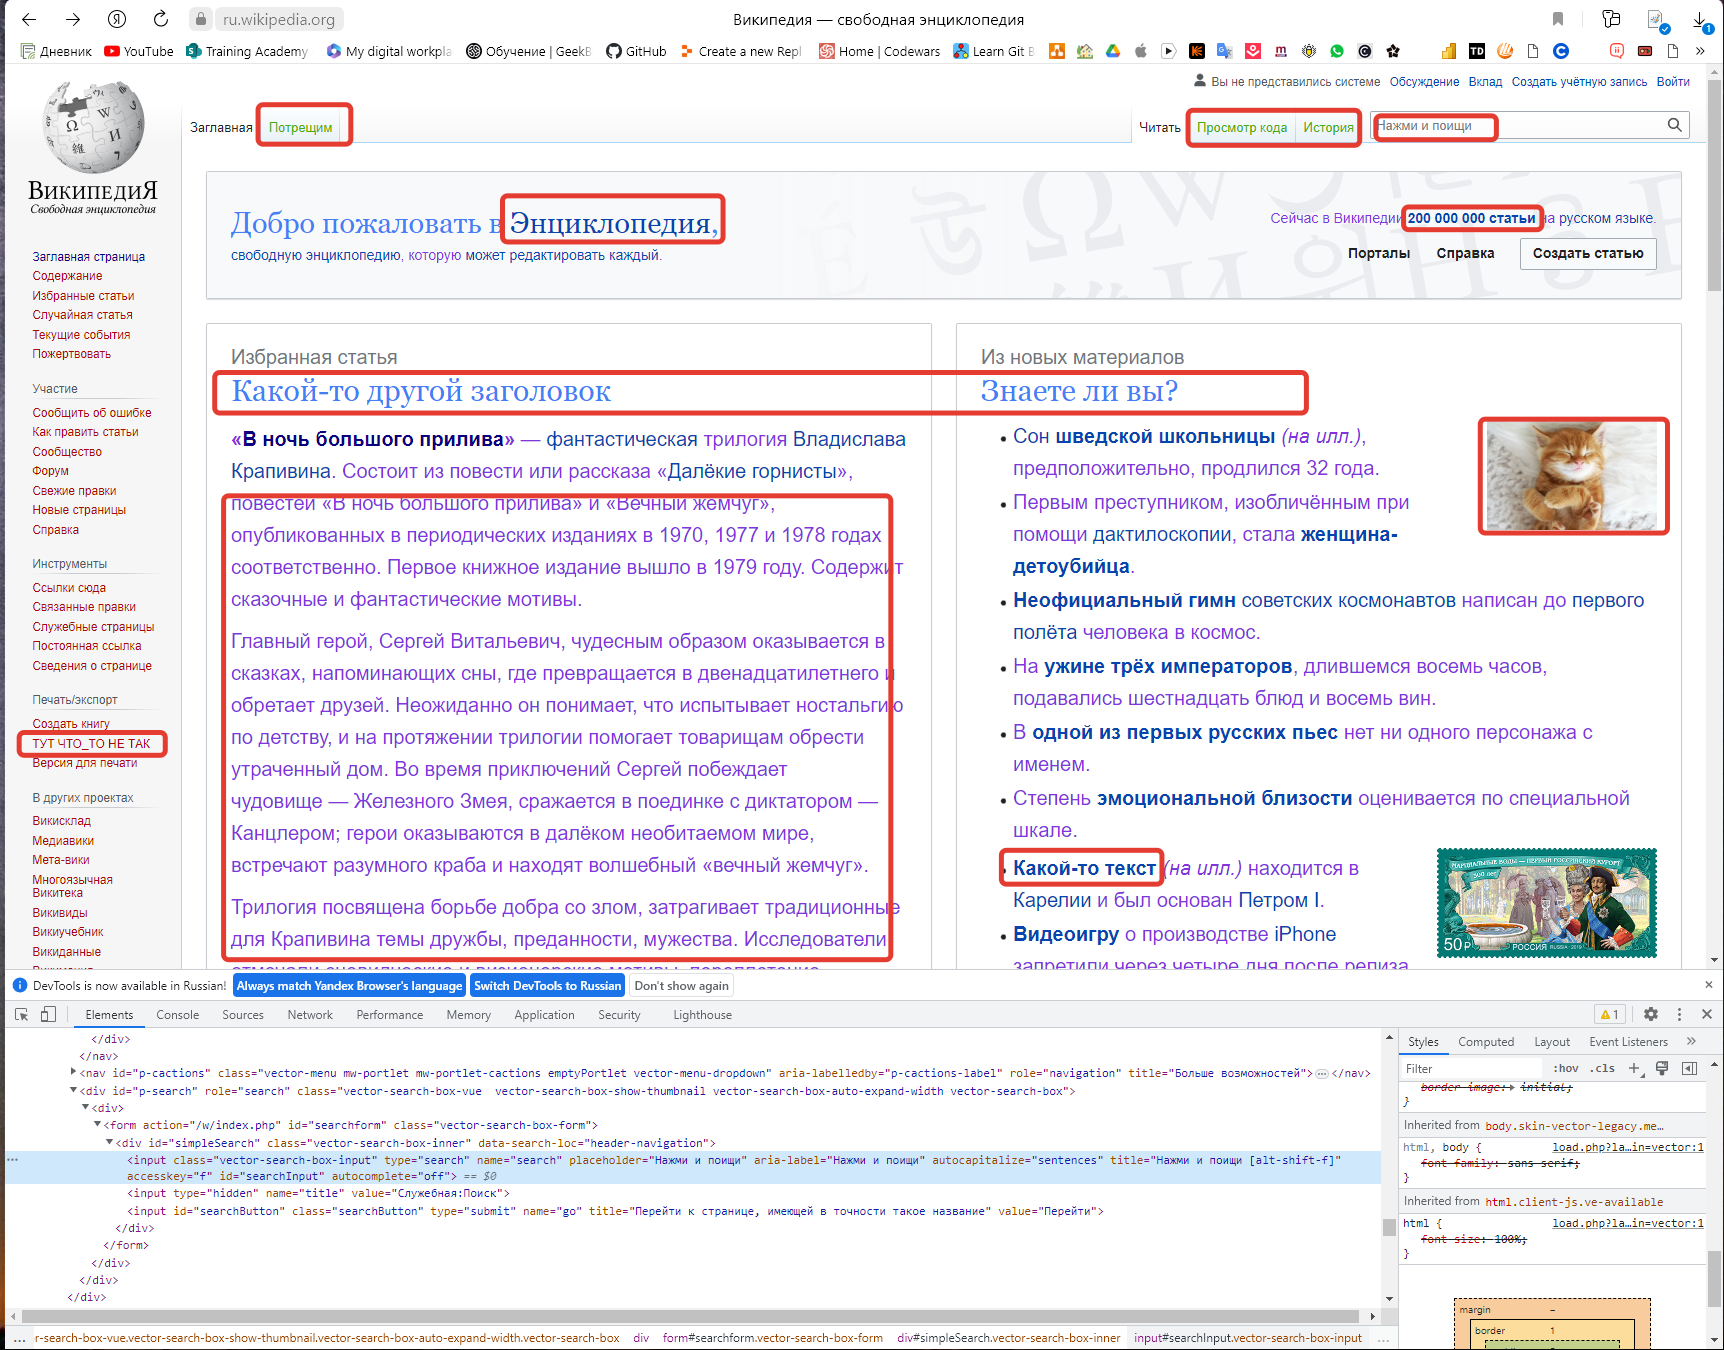 ru.wikipedia.org
Википедия — свободная энциклопедия
Дневник YouTube Training Academy My digital workpla Обучение | GeekB GitHub Create a new Repl Home | Codewars Learn Git B
Вы не представились системе Обсуждение Вклад Создать учётную запись Войти
Заглавная Потрещим Читать Просмотр кода История Нажми и поищи
ВикипедиЯ
Свободная энциклопедия
Заглавная страница
Содержание
Избранные статьи
Случайная статья
Текущие события
Пожертвовать
Участие
Сообщить об ошибке
Как править статьи
Сообщество
Форум
Свежие правки
Новые страницы
Справка
Инструменты
Ссылки сюда
Связанные правки
Служебные страницы
Постоянная ссылка
Сведения о странице
Печать/экспорт
Создать книгу
ТУТ ЧТО_ТО НЕ ТАК
Версия для печати
В других проектах
Викисклад
Медиавики
Мета-вики
Многоязычная
Викитека
Викивиды
Викиучебник
Викиданные
Добро пожаловать в Энциклопедия,
свободную энциклопедию, которую может редактировать каждый.
Сейчас в Википедии 200 000 000 статьи на русском языке.
Порталы Справка Создать статью
Избранная статья
Какой-то другой заголовок
«В ночь большого прилива» — фантастическая трилогия Владислава
Крапивина. Состоит из повести или рассказа «Далёкие горнисты»,
повестей «В ночь большого прилива» и «Вечный жемчуг»,
опубликованных в периодических изданиях в 1970, 1977 и 1978 годах
соответственно. Первое книжное издание вышло в 1979 году. Содержит
сказочные и фантастические мотивы.
Главный герой, Сергей Витальевич, чудесным образом оказывается в
сказках, напоминающих сны, где превращается в двенадцатилетнего и
обретает друзей. Неожиданно он понимает, что испытывает ностальгию
по детству, и на протяжении трилогии помогает товарищам обрести
утраченный дом. Во время приключений Сергей побеждает
чудовище — Железного Змея, сражается в поединке с диктатором —
Канцлером; герои оказываются в далёком необитаемом мире,
встречают разумного краба и находят волшебный «вечный жемчуг».
Трилогия посвящена борьбе добра со злом, затрагивает традиционные
для Крапивина темы дружбы, преданности, мужества. Исследователи
Из новых материалов
Знаете ли вы?
Сон шведской школьницы (на илл.),
предположительно, продлился 32 года.
Первым преступником, изобличённым при
помощи дактилоскопии, стала женщина-
детоубийца.
Неофициальный гимн советских космонавтов написан до первого
полёта человека в космос.
На ужине трёх императоров, длившемся восемь часов,
подавались шестнадцать блюд и восемь вин.
В одной из первых русских пьес нет ни одного персонажа с
именем.
Степень эмоциональной близости оценивается по специальной
шкале.
Какой-то текст (на илл.) находится в
Карелии и был основан Петром I.
Видеоигру о производстве iPhone
запретили через четыре дня после релиза
МАРЦИАЛЬНЫЕ ВОДЫ — ПЕРВЫЙ РОССИЙСКИЙ КУРОРТ
300 лет
50₽ РОССИЯ RUSSIA · 2019
DevTools is now available in Russian! Always match Yandex Browser's language Switch DevTools to Russian Don't show again
Elements Console Sources Network Performance Memory Application Security Lighthouse 1
</div>
</nav>
<nav id="p-cactions" class="vector-menu mw-portlet mw-portlet-cactions emptyPortlet vector-menu-dropdown" aria-labelledby="p-cactions-label" role="navigation" title="Больше возможностей">…</nav>
<div id="p-search" role="search" class="vector-search-box-vue  vector-search-box-show-thumbnail vector-search-box-auto-expand-width vector-search-box">
<div>
<form action="/w/index.php" id="searchform" class="vector-search-box-form">
<div id="simpleSearch" class="vector-search-box-inner" data-search-loc="header-navigation">
<input class="vector-search-box-input" type="search" name="search" placeholder="Нажми и поищи" aria-label="Нажми и поищи" autocapitalize="sentences" title="Нажми и поищи [alt-shift-f]"
accesskey="f" id="searchInput" autocomplete="off"> == $0
<input type="hidden" name="title" value="Служебная:Поиск">
<input id="searchButton" class="searchButton" type="submit" name="go" title="Перейти к странице, имеющей в точности такое название" value="Перейти">
</div>
</form>
</div>
</div>
</div>
... r-search-box-vue.vector-search-box-show-thumbnail.vector-search-box-auto-expand-width.vector-search-box div form#searchform.vector-search-box-form div#simpleSearch.vector-search-box-inner input#searchInput.vector-search-box-input ...
Styles Computed Layout Event Listeners
Filter :hov .cls
border-image: initial;
}
Inherited from body.skin-vector-legacy.me…
html, body { load.php?la…in=vector:1
font-family: sans-serif;
}
Inherited from html.client-js.ve-available
html { load.php?la…in=vector:1
font-size: 100%;
}
margin –
border 1